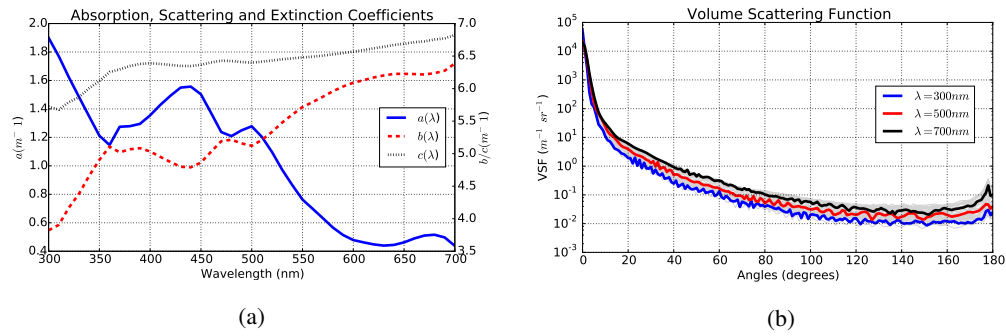 Absorption, Scattering and Extinction Coefficients
2.0
1.8
1.6
1.4
1.2
1.0
0.8
0.6
0.4
a(m⁻ 1)
7.0
6.5
6.0
5.5
5.0
4.5
4.0
3.5
b/c(m⁻ 1)
a(λ)
b(λ)
c(λ)
300 350 400 450 500 550 600 650 700
Wavelength (nm)
(a)
Volume Scattering Function
10⁵
10⁴
10³
10²
10¹
10⁰
10⁻¹
10⁻²
10⁻³
VSF (m⁻¹ sr⁻¹)
λ=300nm
λ=500nm
λ=700nm
0 20 40 60 80 100 120 140 160 180
Angles (degrees)
(b)